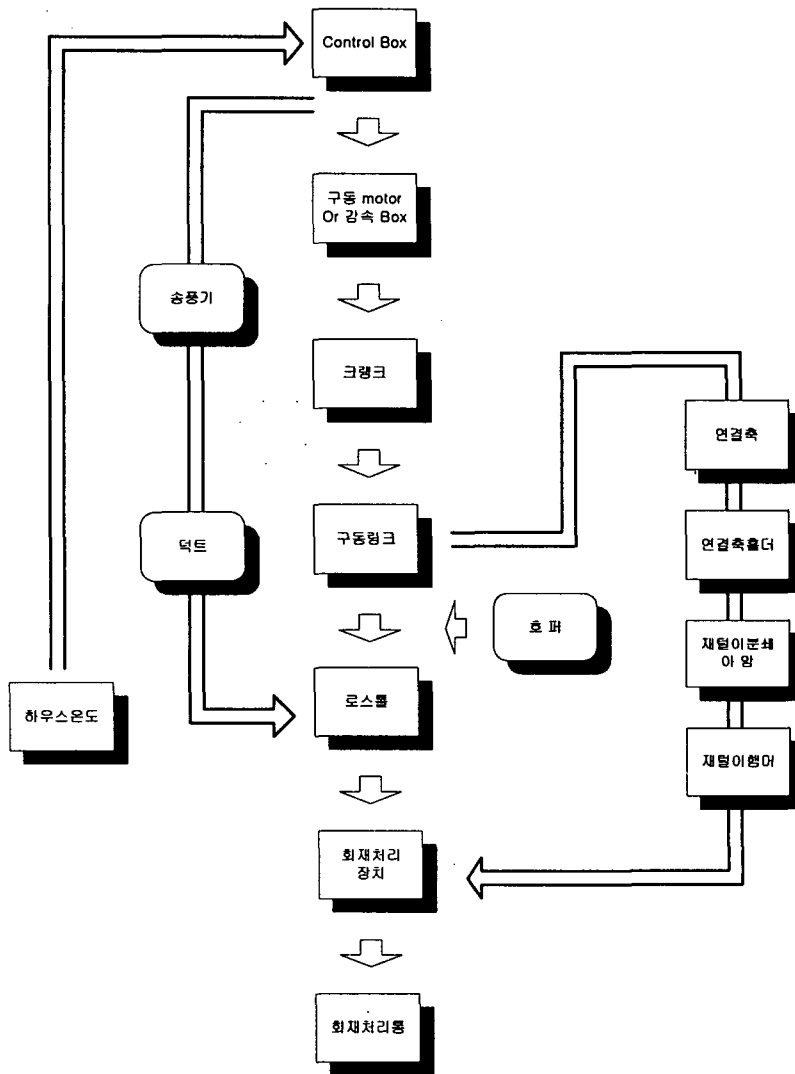 Control Box
구동 motor
Or 감속 Box
송풍기
크랭크
연결축
덕트
구동링크
연결축홀더
호 퍼
재털이분쇄
아 암
하우스온도
로스톨
재털이햄머
회재처리
장치
회재처리통